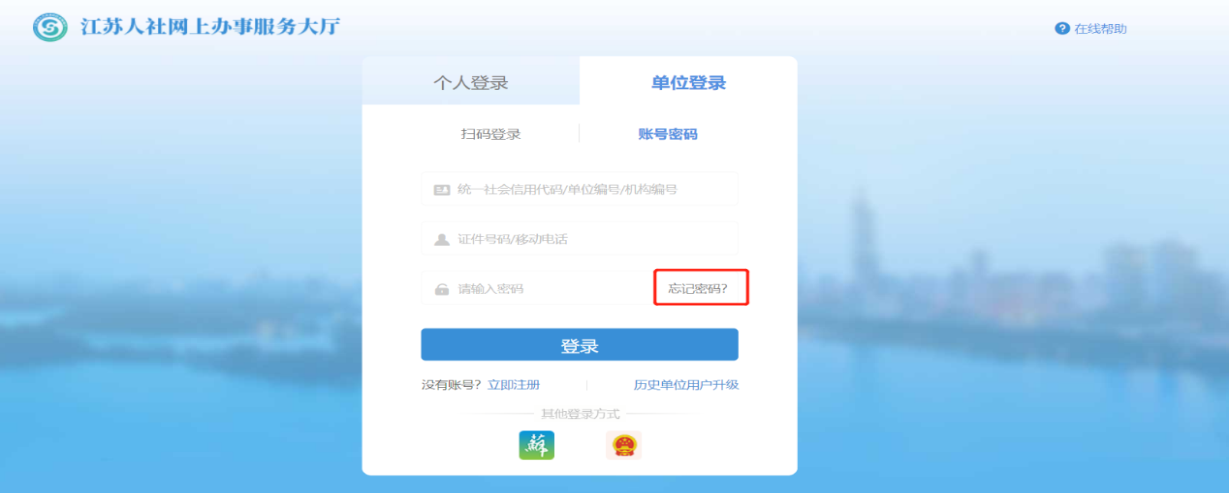 江苏人社网上办事服务大厅
在线帮助
个人登录 单位登录
扫码登录 账号密码
统一社会信用代码/单位编号/机构编号
证件号码/移动电话
请输入密码 忘记密码?
登录
没有账号? 立即注册 历史单位用户升级
其他登录方式
蘇